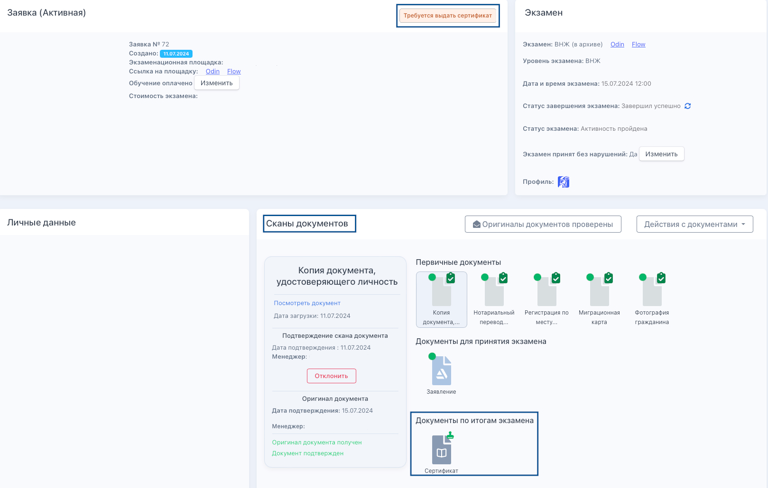 Заявка (Активная)
Требуется выдать сертификат
Заявка № 72
Создано: 11.07.2024
Экзаменационная площадка:
Ссылка на площадку: Odin Flow
Обучение оплачено Изменить
Стоимость экзамена:
Экзамен
Экзамен: ВНЖ (в архиве) Odin Flow
Уровень экзамена: ВНЖ
Дата и время экзамена: 15.07.2024 12:00
Статус завершения экзамена: Завершил успешно
Статус экзамена: Активность пройдена
Экзамен принят без нарушений: Да Изменить
Профиль:
Личные данные
Сканы документов
Оригиналы документов проверены
Действия с документами
Копия документа,
удостоверяющего личность
Посмотреть документ
Дата загрузки: 11.07.2024
Подтверждение скана документа
Дата подтверждения : 11.07.2024
Менеджер:
Отклонить
Оригинал документа
Дата подтверждения: 15.07.2024
Менеджер:
Оригинал документа получен
Документ подтвержден
Первичные документы
Копия
документа,...
Нотариальный
перевод...
Регистрация по
месту...
Миграционная
карта
Фотография
гражданина
Документы для принятия экзамена
Заявление
Документы по итогам экзамена
Сертификат